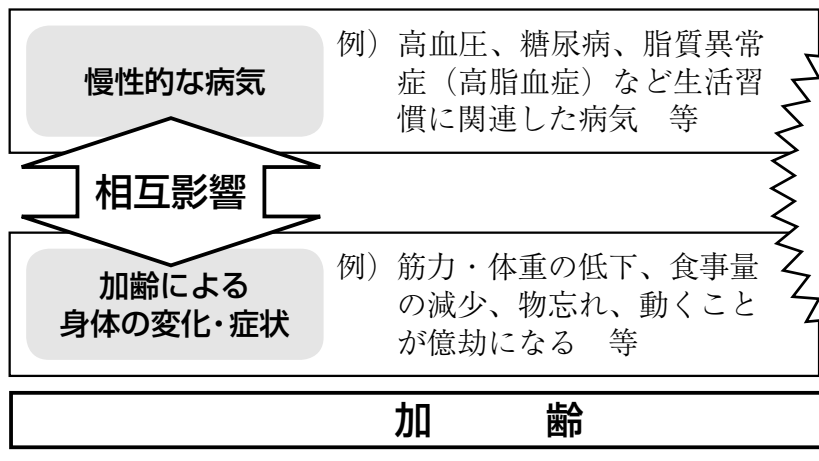 慢性的な病気
例）高血圧、糖尿病、脂質異常
症（高脂血症）など生活習
慣に関連した病気　等
相互影響
加齢による
身体の変化・症状
例）筋力・体重の低下、食事量
の減少、物忘れ、動くこと
が億劫になる　等
加　齢